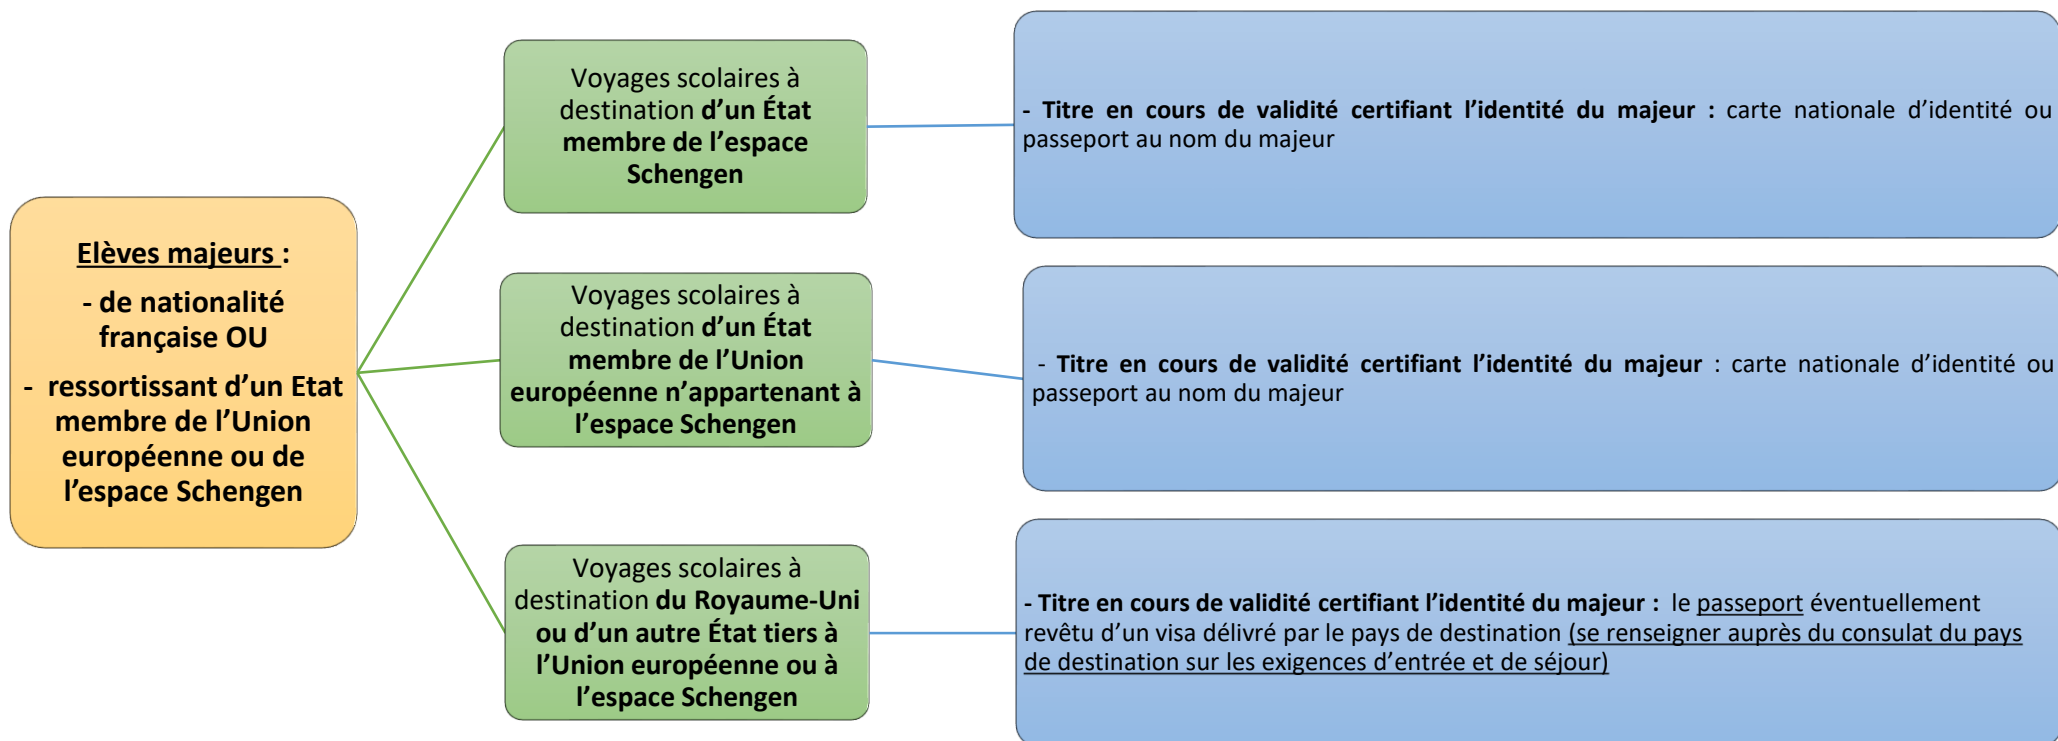 Elèves majeurs :
- de nationalité
française OU
- ressortissant d’un Etat
membre de l’Union
européenne ou de
l’espace Schengen
Voyages scolaires à
destination d’un État
membre de l’espace
Schengen
- Titre en cours de validité certifiant l’identité du majeur : carte nationale d’identité ou
passeport au nom du majeur
Voyages scolaires à
destination d’un État
membre de l’Union
européenne n’appartenant à
l’espace Schengen
- Titre en cours de validité certifiant l’identité du majeur : carte nationale d’identité ou
passeport au nom du majeur
Voyages scolaires à
destination du Royaume-Uni
ou d’un autre État tiers à
l’Union européenne ou à
l’espace Schengen
- Titre en cours de validité certifiant l’identité du majeur : le passeport éventuellement
revêtu d’un visa délivré par le pays de destination (se renseigner auprès du consulat du pays
de destination sur les exigences d’entrée et de séjour)